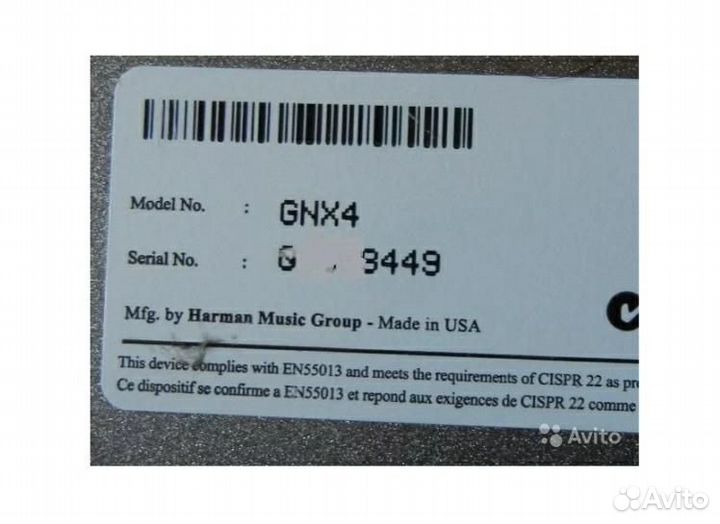 Model No. : GNX4
Serial No. : G 9449
Mfg. by Harman Music Group - Made in USA
This device complies with EN55013 and meets the requirements of CISPR 22 as pr
Ce dispositif se confirme a EN55013 et repond aux exigences de CISPR 22 comme
Avito
Avito